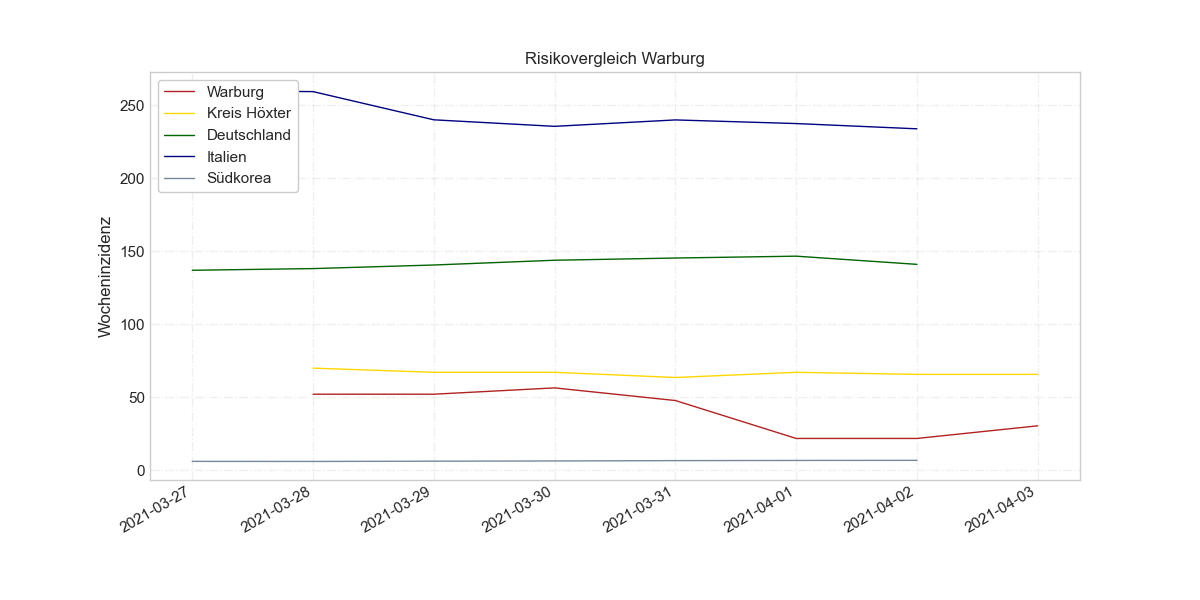 Risikovergleich Warburg
Warburg
Kreis Höxter
Deutschland
Italien
Südkorea
Wocheninzidenz
250
200
150
100
50
0
2021-03-27
2021-03-28
2021-03-29
2021-03-30
2021-03-31
2021-04-01
2021-04-02
2021-04-03